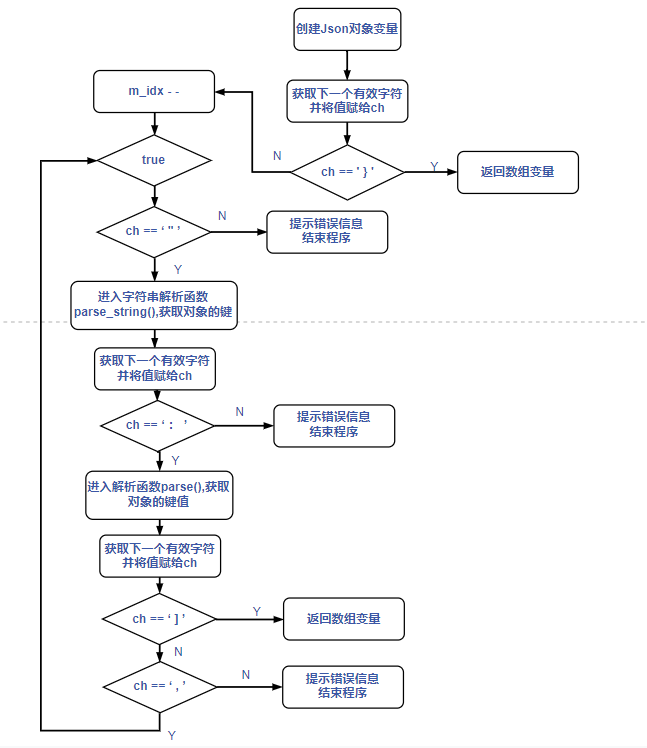 创建Json对象变量
获取下一个有效字符
并将值赋给ch
ch == ' } '
N
Y
返回数组变量
m_idx - -
true
ch == ‘ " ’
N
提示错误信息
结束程序
Y
进入字符串解析函数
parse_string(),获取对象的键
获取下一个有效字符
并将值赋给ch
ch == ‘ : ’
N
提示错误信息
结束程序
Y
进入解析函数parse(),获取
对象的键值
获取下一个有效字符
并将值赋给ch
ch == ‘ ] ’
Y
返回数组变量
N
ch == ‘ , ’
N
提示错误信息
结束程序
Y